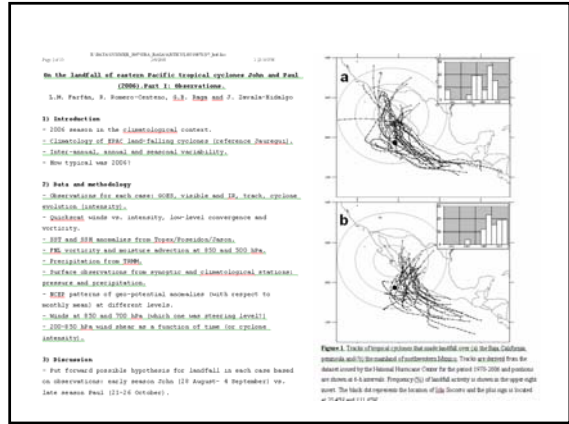 On the landfall of eastern Pacific tropical cyclones John and Paul
(2006). Part 1: Observations.
L.M. Farfán, R. Romero-Centeno, G.B. Raga and J. Zavala-Hidalgo
1) Introduction
- 2006 season in the climatological context.
- Climatology of EPAC land-falling cyclones (reference Jauregui).
- Inter-annual, annual and seasonal variability.
- How typical was 2006?
2) Data and methodology
- Observations for each case: GOES, visible and IR, track, cyclone
evolution (intensity).
- Quickscat winds vs. intensity, low-level convergence and
vorticity.
- SST and SSH anomalies from Topex/Poseidon/Jason.
- vorticity and moisture advection at 850 and 500 hPa.
- Precipitation from TRMM.
- Surface observations from synoptic and climatological stations:
pressure and precipitation.
- NCEP patterns of geo-potential anomalies (with respect to
monthly mean) at different levels.
- Winds at 850 and 700 hPa (which one was steering level?)
- 200-850 hPa wind shear as a function of time (or cyclone
intensity).
3) Discussion
- Put forward possible hypothesis for landfall in each case based
on observations: early season John (28 August- 4 September) vs.
late season Paul (21-26 October).
a
b
Figure 1. Tracks of tropical cyclones that made landfall over (a) the Baja California
peninsula and (b) the mainland of northwestern México. Tracks are derived from the
dataset issued by the National Hurricane Center for the period 1970-2006 and positions
are shown at 6-h intervals. Frequency (%) of landfall activity is shown in the upper right
insert. The black dot represents the location of Isla Socorro and the plus sign is located
at